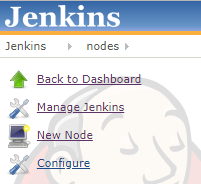 Jenkins
Jenkins nodes
Back to Dashboard
Manage Jenkins
New Node
Configure